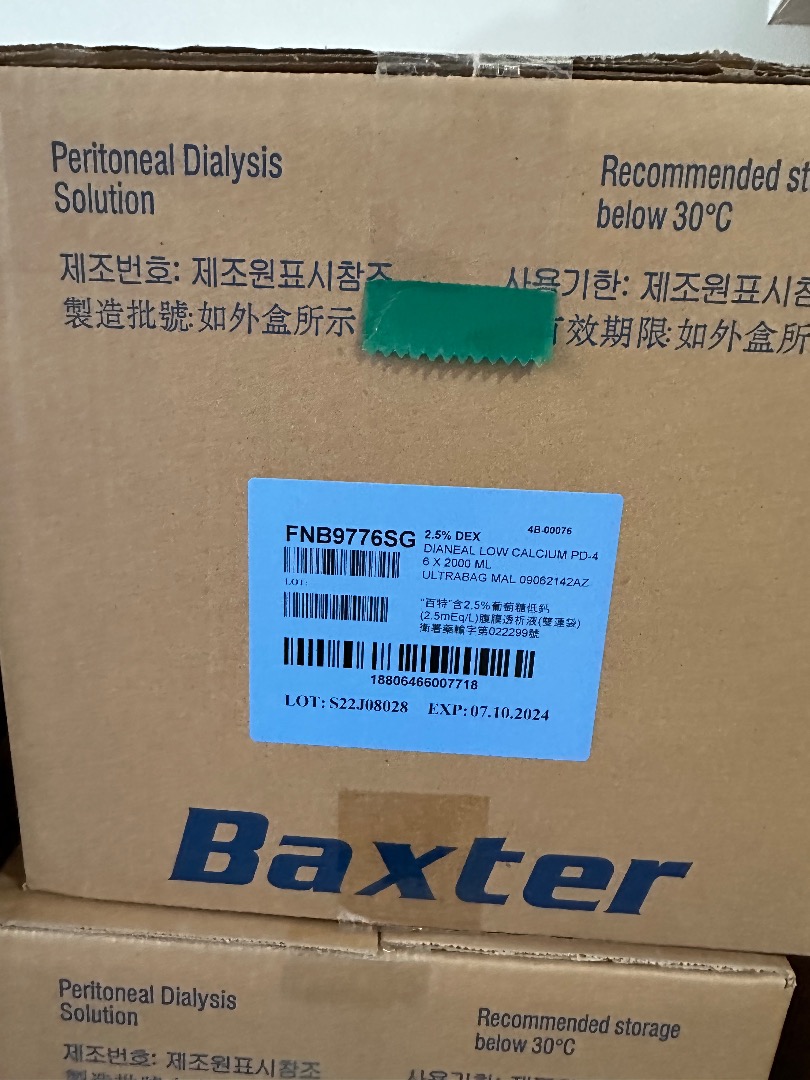 Peritoneal Dialysis
Solution
Recommended
below 30°C
제조번호: 제조원표시참조
사용기한: 제조원표시참
製造批號:如外盒所示
有效期限:如外盒所
FNB9776SG
2.5% DEX
4B-00076
DIANEAL LOW CALCIUM PD-4
6 X 2000 ML
ULTRABAG MAL 09062142AZ
LOT:
"百特"含2.5%葡萄糖低鈣
(2.5mEq/L)腹膜透析液(雙連袋)
衛署藥輸字第022299號
18806466007718
LOT: S22J08028 EXP: 07.10.2024
Baxter
Peritoneal Dialysis
Solution
Recommended storage
below 30°C
제조번호: 제조원표시참조